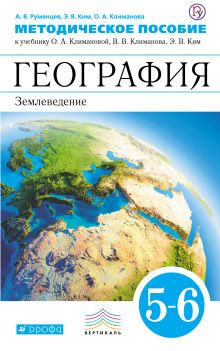 А. В. Румянцев, Э. В. Ким, О. А. Климанова
МЕТОДИЧЕСКОЕ ПОСОБИЕ
к учебнику О. А. Климановой, В. В. Климанова, Э. В. Ким
ГЕОГРАФИЯ
Землеведение
5-6
ДРОФА
ВЕРТИКАЛЬ